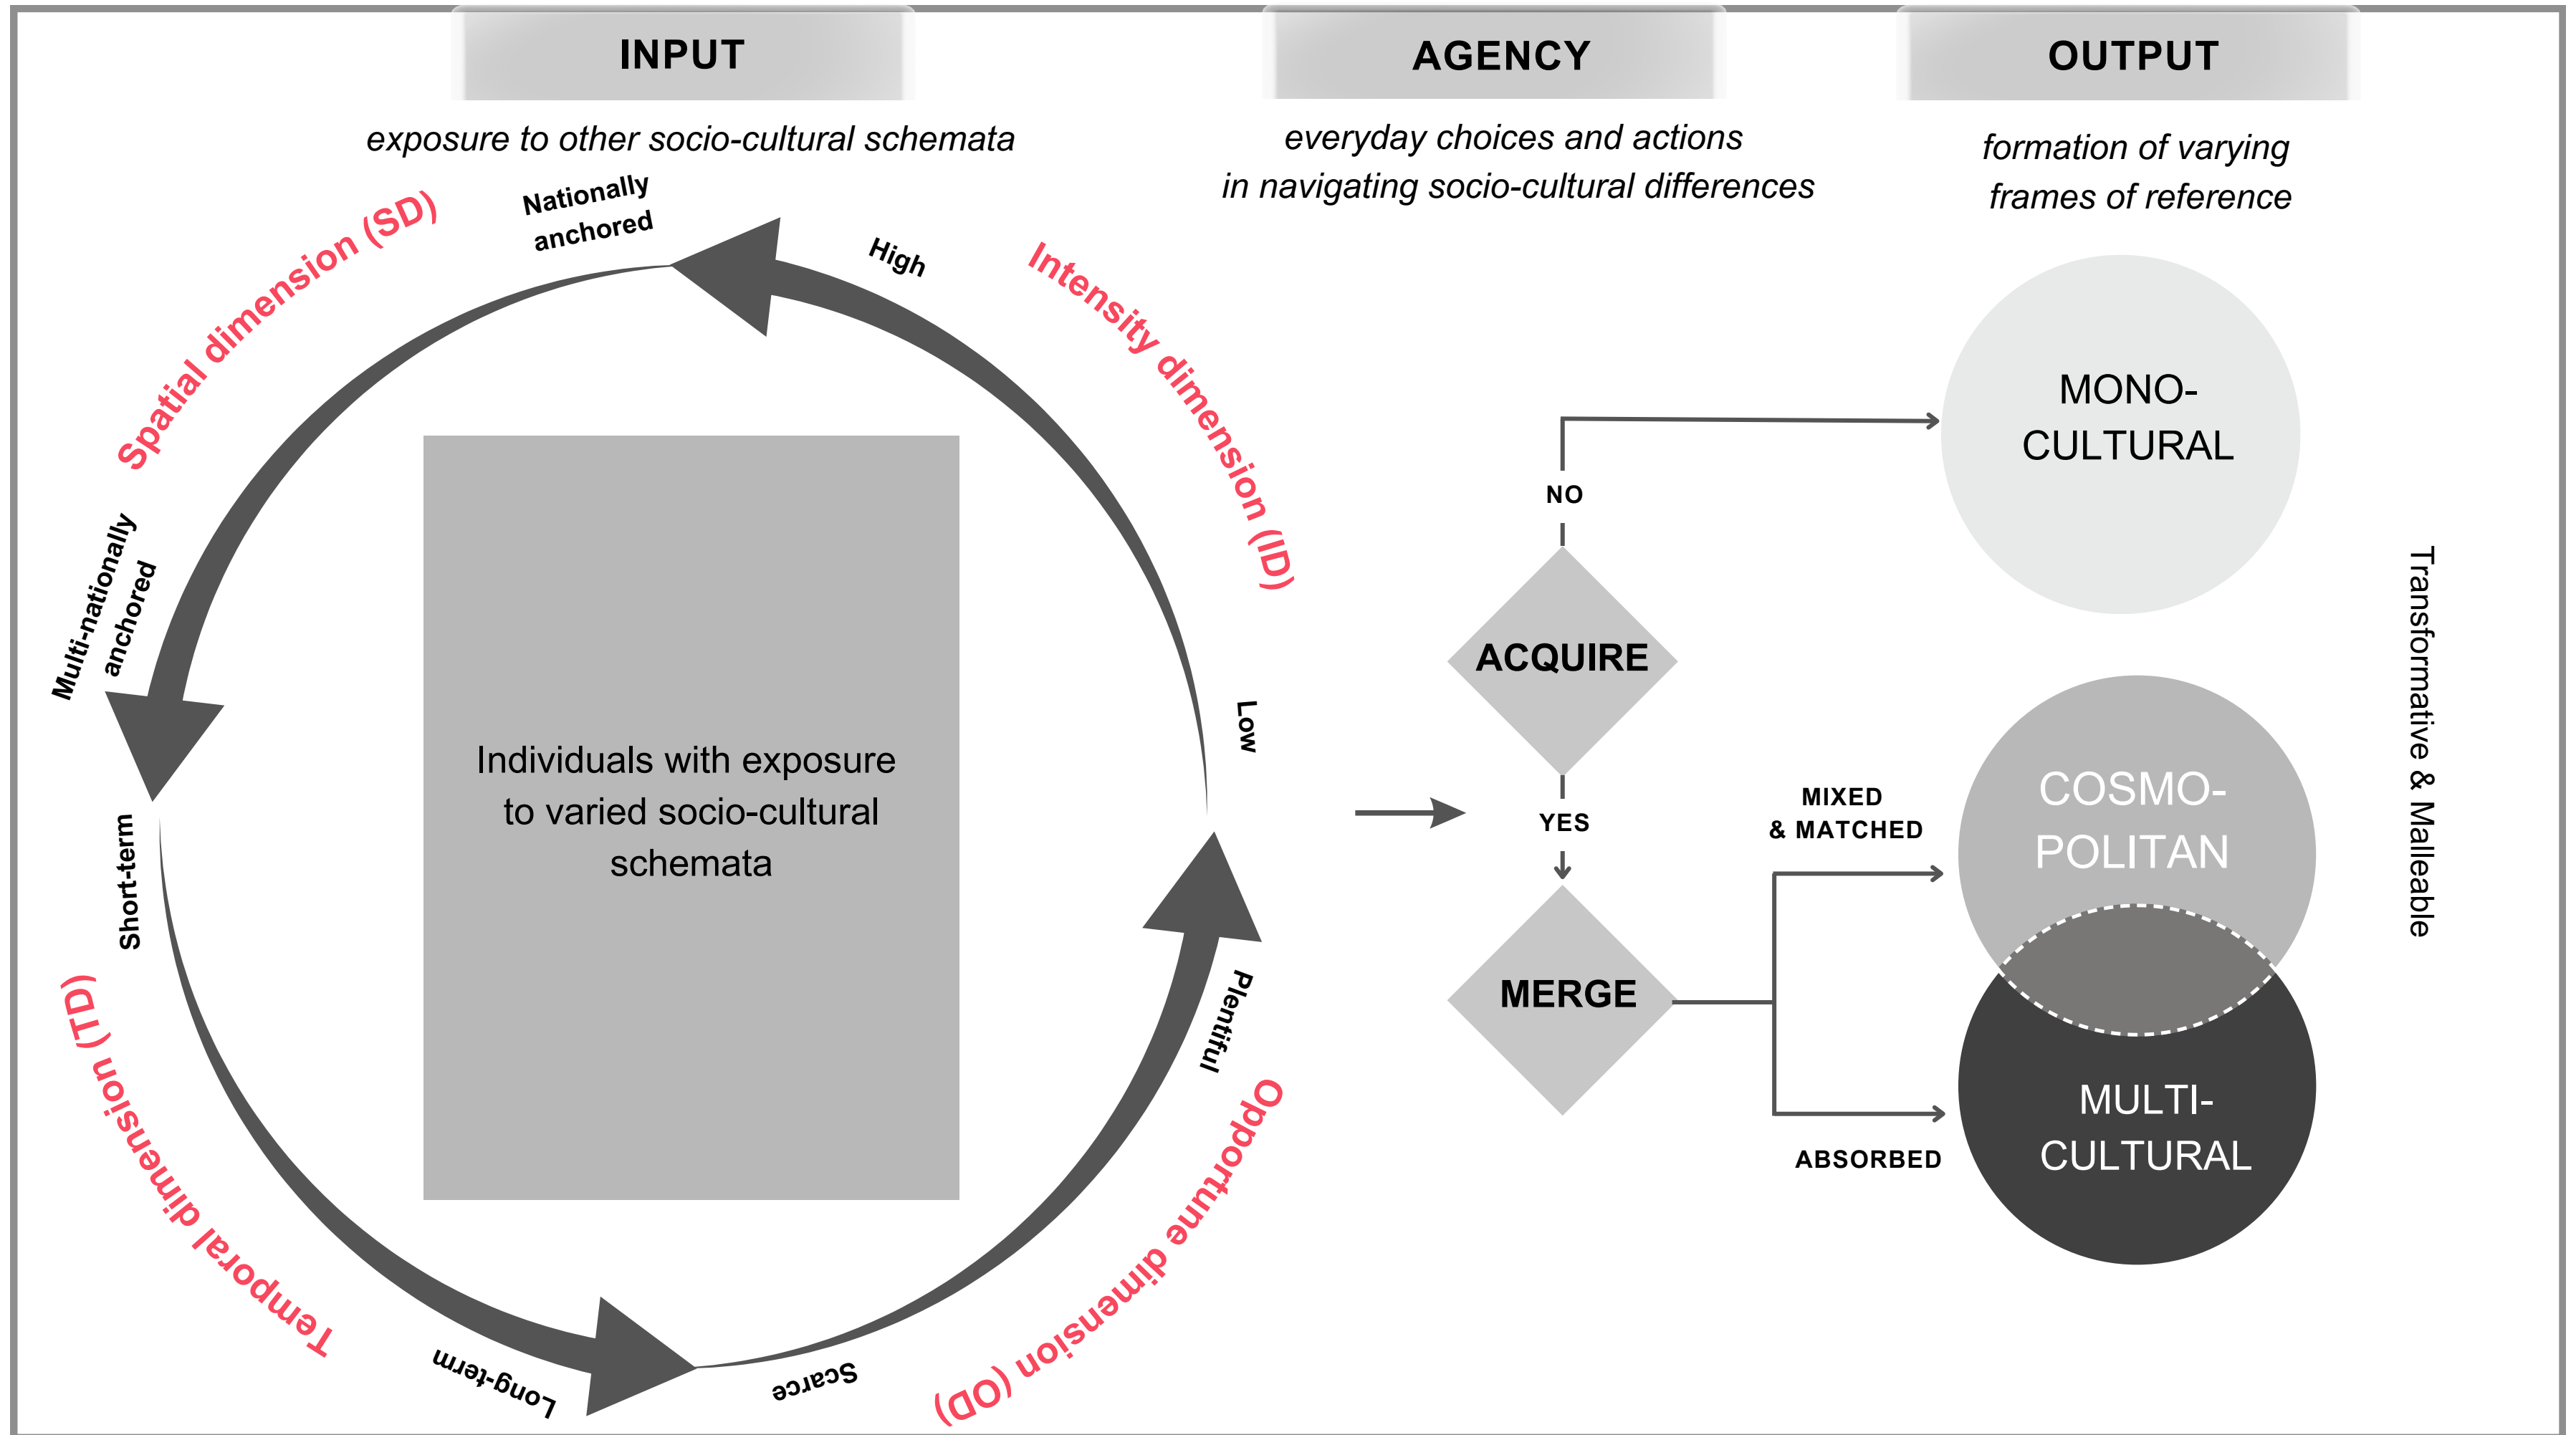 INPUT
exposure to other socio-cultural schemata
Spatial dimension (SD)
Nationally
anchored
High
Intensity dimension (ID)
Multi-nationally
anchored
Low
Individuals with exposure
to varied socio-cultural
schemata
Short-term
Plentiful
Temporal dimension (TD)
Long-term
Scarce
Opportune dimension (OD)
AGENCY
everyday choices and actions
in navigating socio-cultural differences
NO
ACQUIRE
YES
MERGE
MIXED
& MATCHED
ABSORBED
OUTPUT
formation of varying
frames of reference
MONO-
CULTURAL
COSMO-
POLITAN
MULTI-
CULTURAL
Transformative & Malleable